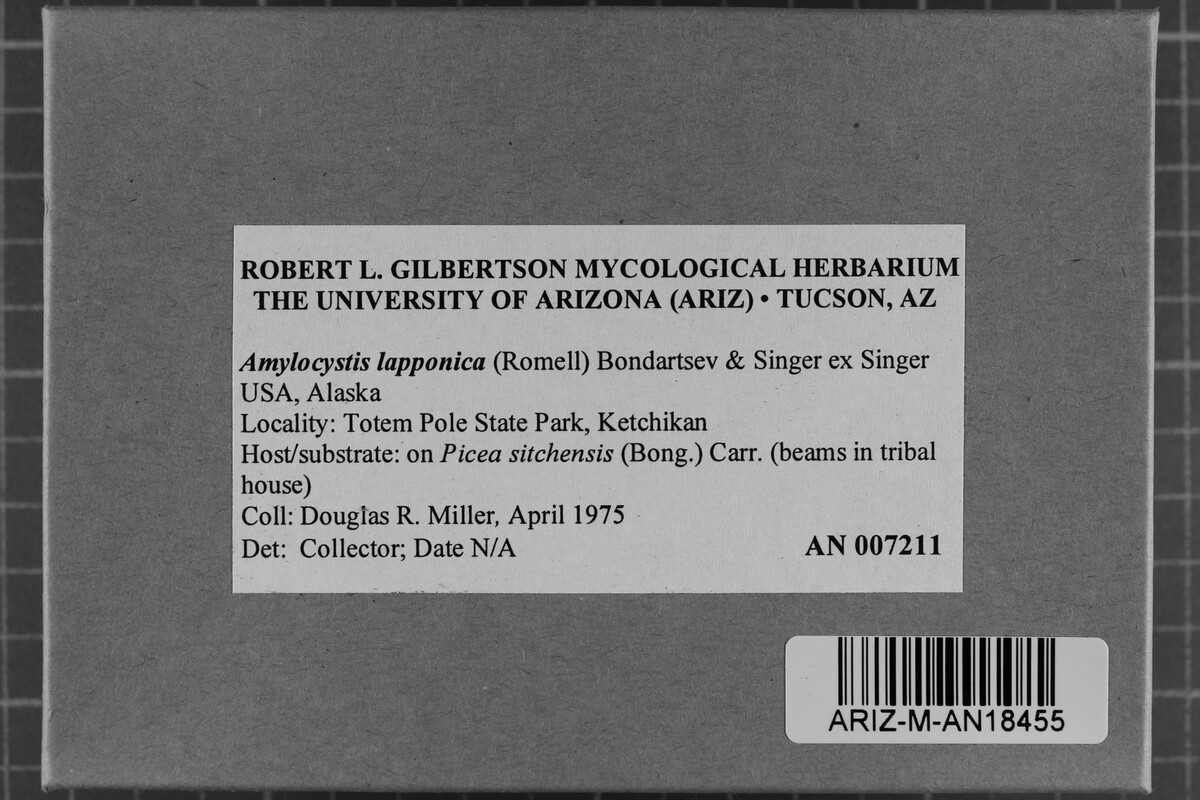 ROBERT L. GILBERTSON MYCOLOGICAL HERBARIUM
THE UNIVERSITY OF ARIZONA (ARIZ) • TUCSON, AZ
Amylocystis lapponica (Romell) Bondartsev & Singer ex Singer
USA, Alaska
Locality: Totem Pole State Park, Ketchikan
Host/substrate: on Picea sitchensis (Bong.) Carr. (beams in tribal
house)
Coll: Douglas R. Miller, April 1975
Det: Collector; Date N/A
AN 007211
ARIZ-M-AN18455